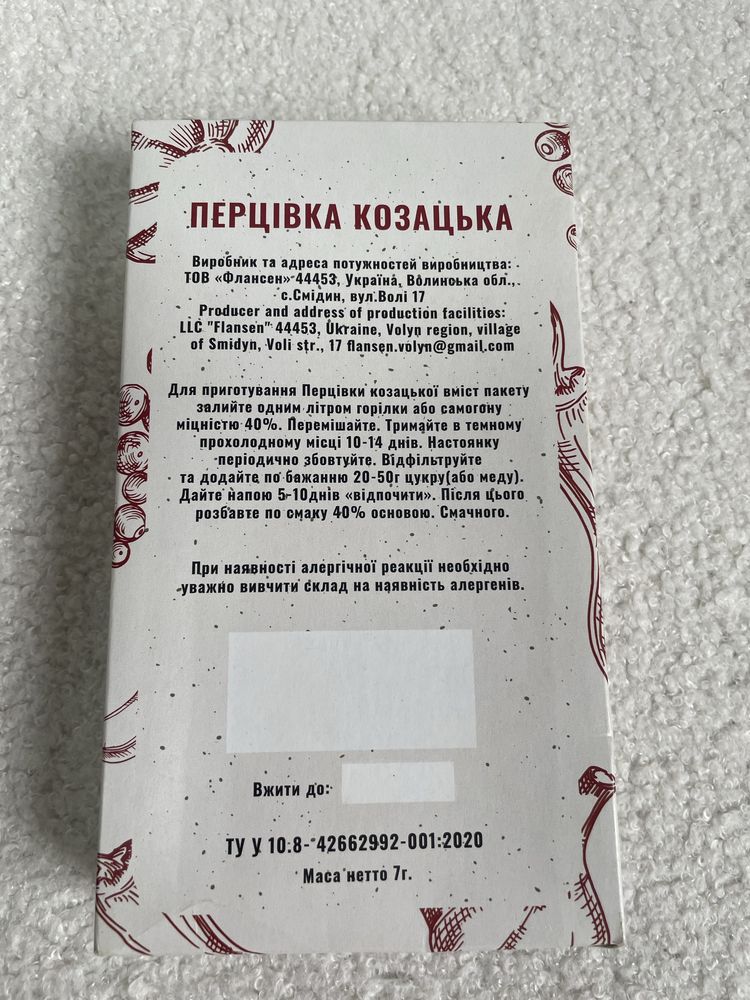 ПЕРЦІВКА КОЗАЦЬКА
Виробник та адреса потужностей виробництва:
ТОВ «Флансен» 44453, Україна, Волинська обл.,
с.Смідин, вул.Волі 17
Producer and address of production facilities:
LLC "Flansen" 44453, Ukraine, Volyn region, village
of Smidyn, Voli str., 17 flansen.volyn@gmail.com
Для приготування Перцівки козацької вміст пакету
залийте одним літром горілки або самогону
міцністю 40%. Перемішайте. Тримайте в темному
прохолодному місці 10-14 днів. Настоянку
періодично збовтуйте. Відфільтруйте
та додайте по бажанню 20-50г цукру(або меду).
Дайте напою 5-10днів «відпочити». Після цього
розбавте по смаку 40% основою. Смачного.
При наявності алергічної реакції необхідно
уважно вивчити склад на наявність алергенів.
Вжити до:
ТУ У 10.8- 42662992-001:2020
Маса нетто 7г.